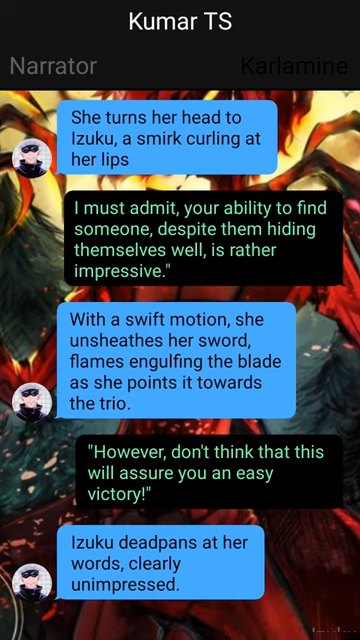 Kumar TS
Narrator
Karlamine
She turns her head to
Izuku, a smirk curling at
her lips
I must admit, your ability to find
someone, despite them hiding
themselves well, is rather
impressive."
With a swift motion, she
unsheathes her sword,
flames engulfing the blade
as she points it towards
the trio.
"However, don't think that this
will assure you an easy
victory!"
Izuku deadpans at her
words, clearly
unimpressed.